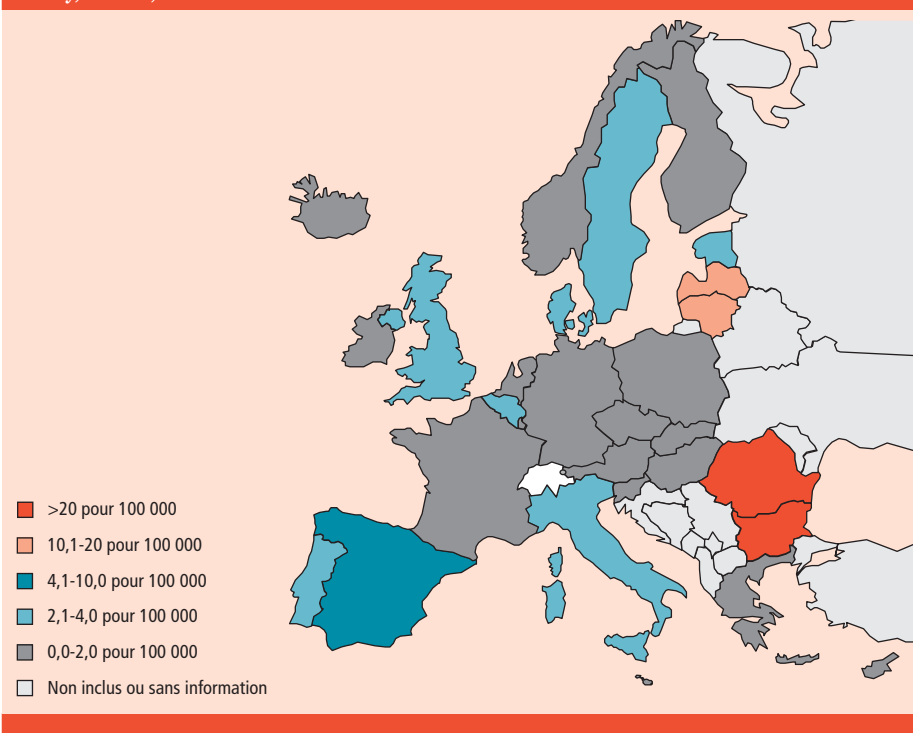 >20 pour 100 000
10,1-20 pour 100 000
4,1-10,0 pour 100 000
2,1-4,0 pour 100 000
0,0-2,0 pour 100 000
Non inclus ou sans information